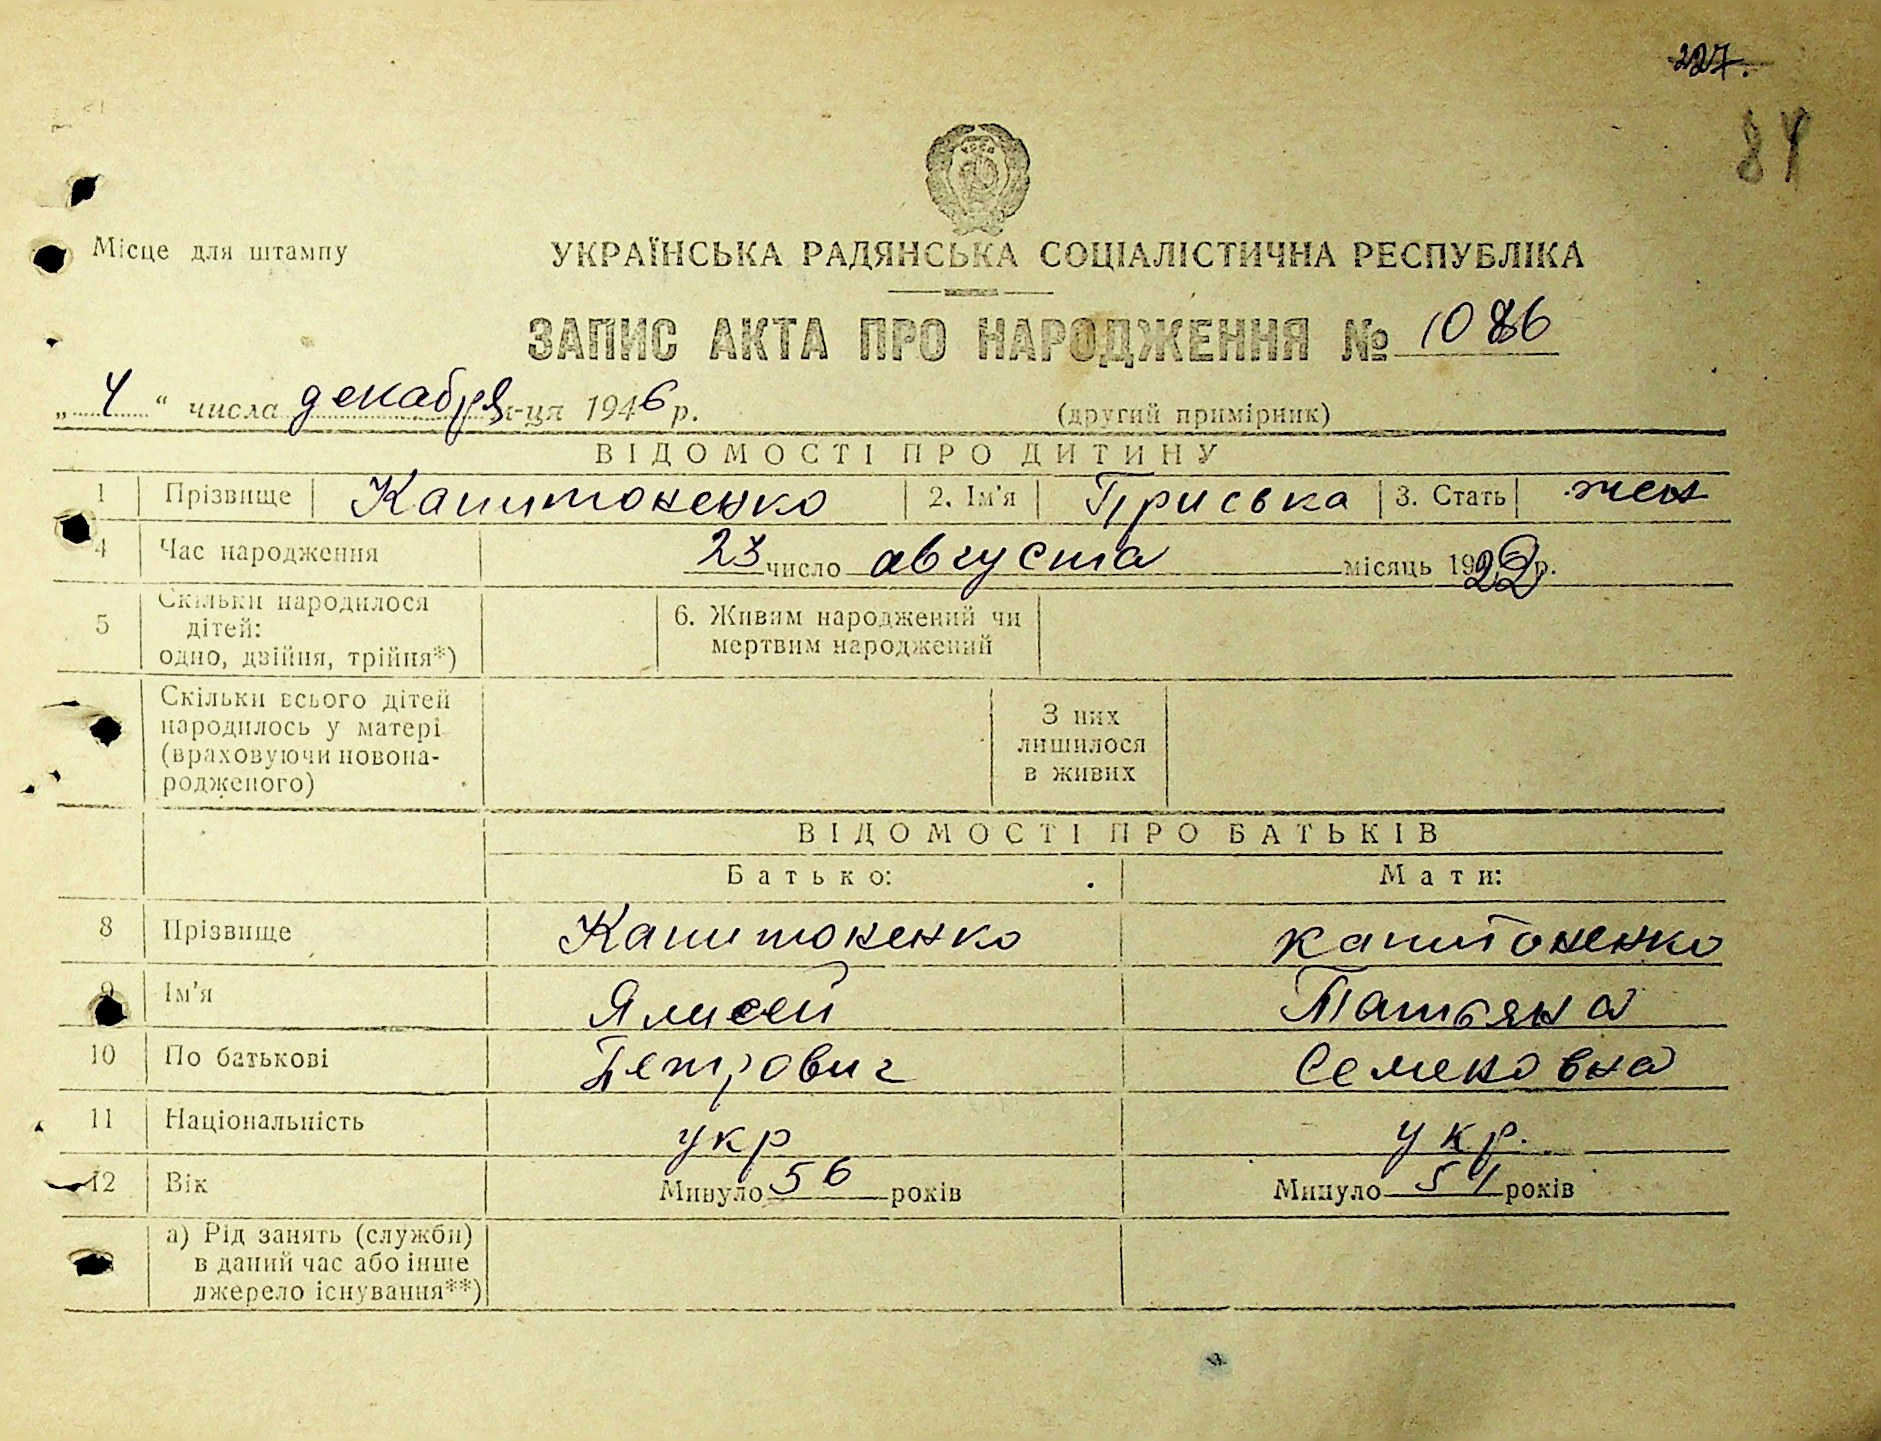 227.
84
Місце для штампу
УКРАЇНСЬКА РАДЯНСЬКА СОЦІАЛІСТИЧНА РЕСПУБЛІКА
ЗАПИС АКТА ПРО НАРОДЖЕННЯ № 1086
„4“ числа декабря м-ця 1946 р.
(другий примірник)
ВІДОМОСТІ ПРО ДИТИНУ
1 Прізвище Капитоненко 2. Ім'я Приська 3. Стать жен
4 Час народження 23 число августа місяць 1922 р.
5 Скільки народилося
дітей:
одно, двійня, трійня*)
6. Живим народжений чи
мертвим народжений
Скільки всього дітей
народилось у матері
(враховуючи новона-
родженого)
З них
лишилося
в живих
ВІДОМОСТІ ПРО БАТЬКІВ
Батько: Мати:
8 Прізвище Капитоненко Капитоненко
9 Ім'я Ялисей Татьяна
10 По батькові Петрович Семеновна
11 Національність укр укр.
12 Вік Минуло 56 років Минуло 54 років
а) Рід занять (служби)
в даний час або інше
джерело існування**)